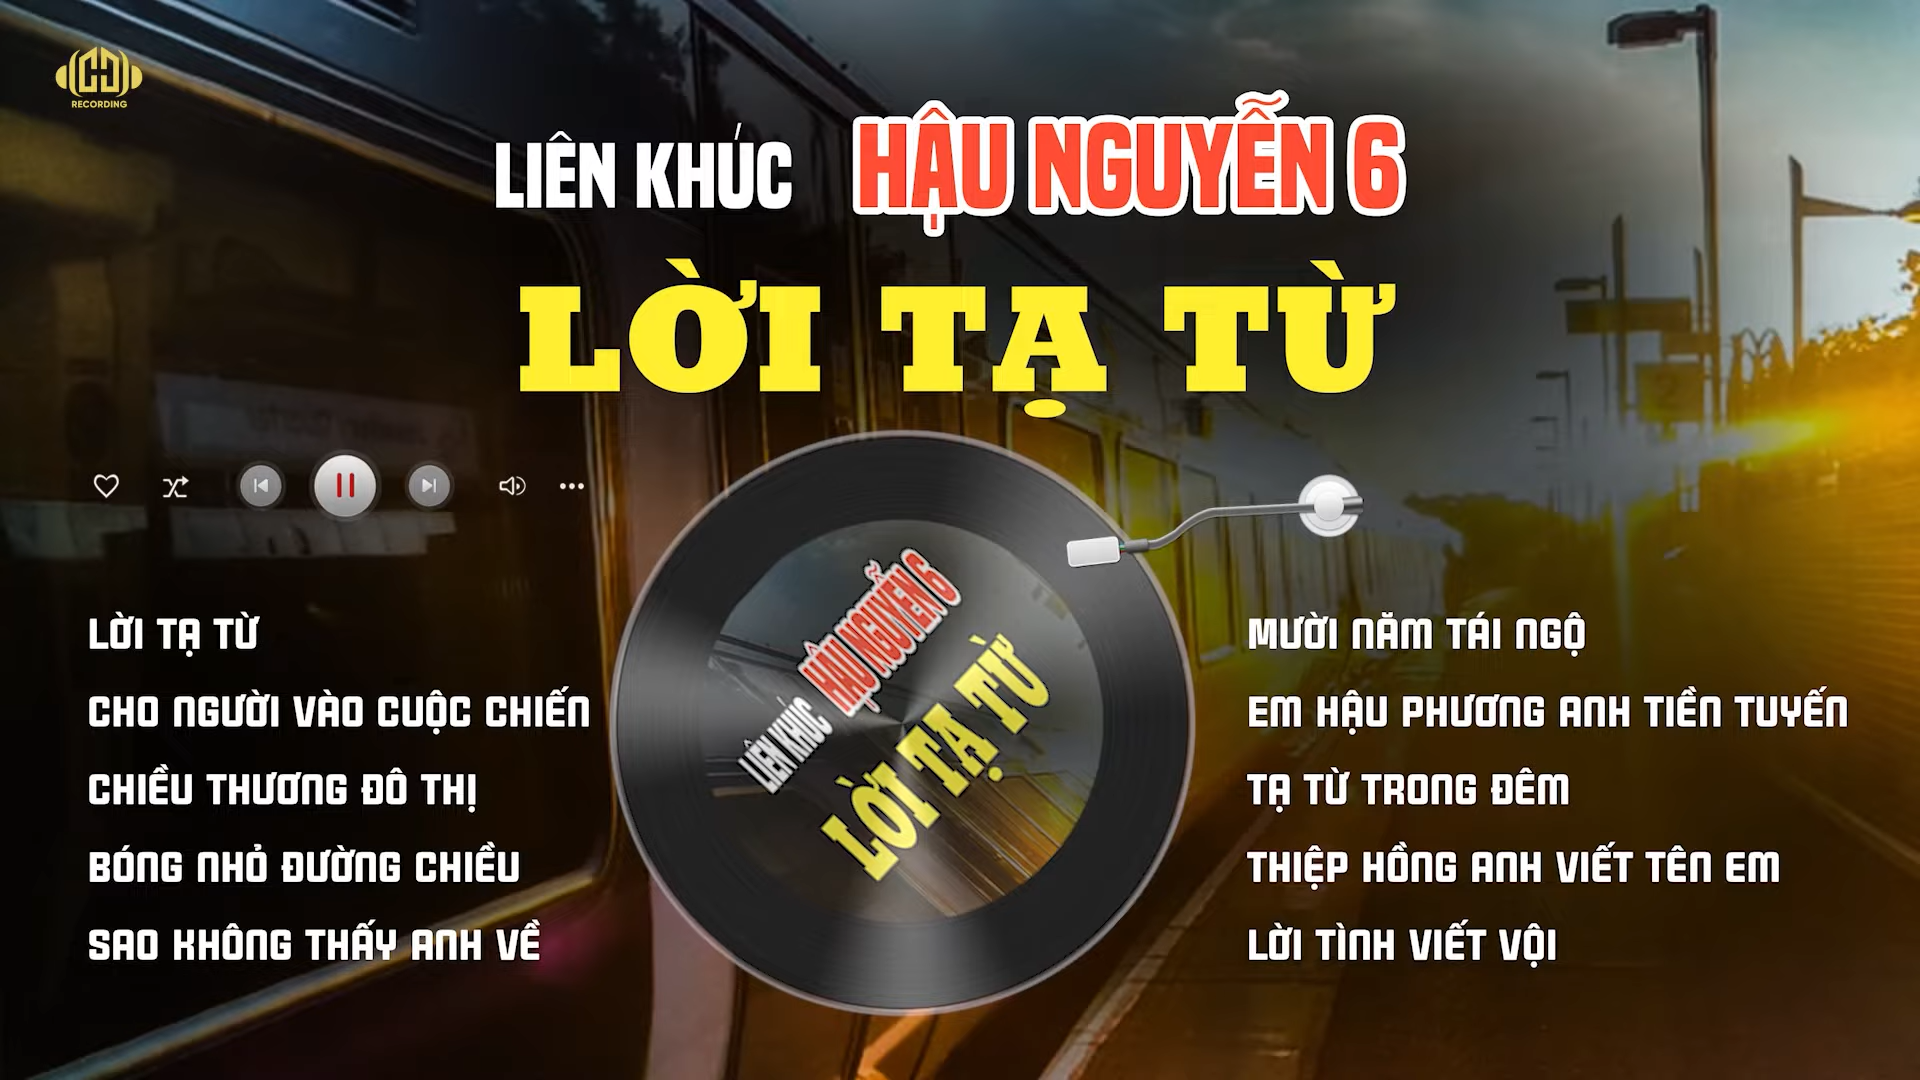 RECORDING
LIÊN KHÚC HẬU NGUYỄN 6
LỜI TẠ TỪ
LỜI TẠ TỪ
CHO NGƯỜI VÀO CUỘC CHIẾN
CHIỀU THƯƠNG ĐÔ THỊ
BÓNG NHỎ ĐƯỜNG CHIỀU
SAO KHÔNG THẤY ANH VỀ
LIÊN KHÚC HẬU NGUYỄN 6
LỜI TẠ TỪ
MƯỜI NĂM TÁI NGỘ
EM HẬU PHƯƠNG ANH TIỀN TUYẾN
TẠ TỪ TRONG ĐÊM
THIỆP HỒNG ANH VIẾT TÊN EM
LỜI TÌNH VIẾT VỘI